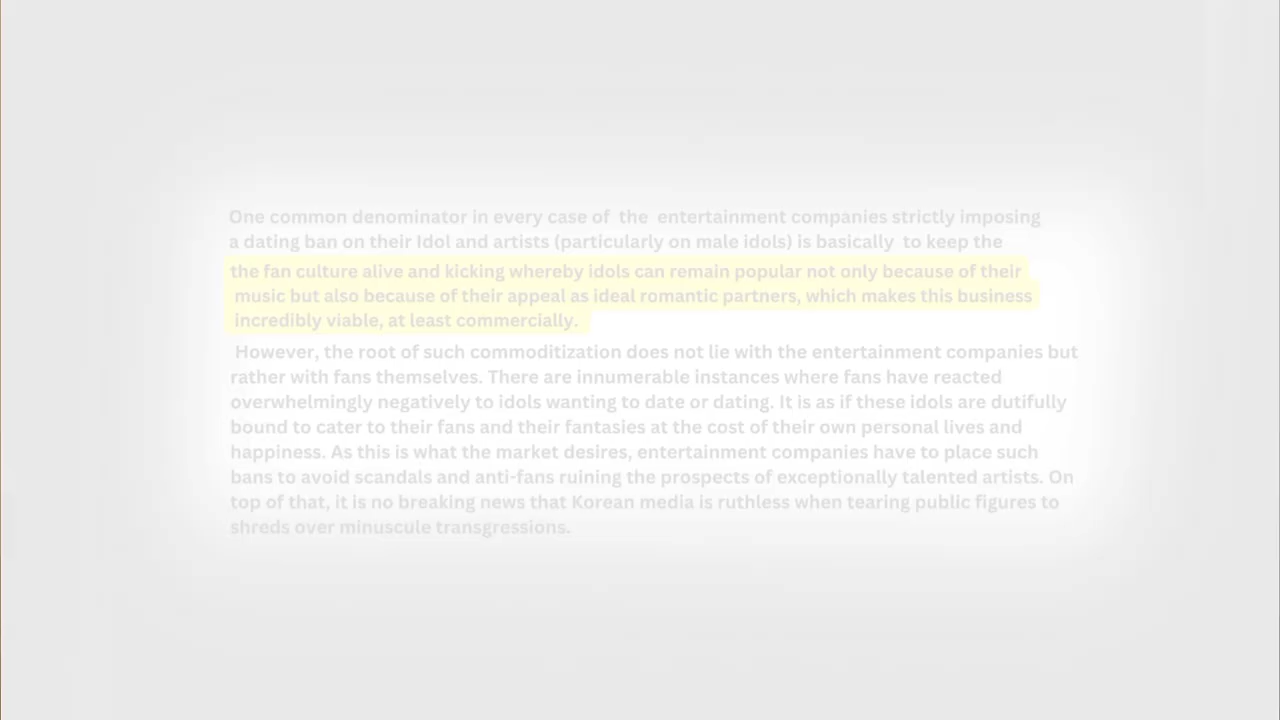 One common denominator in every case of the entertainment companies strictly imposing
a dating ban on their Idol and artists (particularly on male idols) is basically to keep the
the fan culture alive and kicking whereby idols can remain popular not only because of their
music but also because of their appeal as ideal romantic partners, which makes this business
incredibly viable, at least commercially.
However, the root of such commoditization does not lie with the entertainment companies but
rather with fans themselves. There are innumerable instances where fans have reacted
overwhelmingly negatively to idols wanting to date or dating. It is as if these idols are dutifully
bound to cater to their fans and their fantasies at the cost of their own personal lives and
happiness. As this is what the market desires, entertainment companies have to place such
bans to avoid scandals and anti-fans ruining the prospects of exceptionally talented artists. On
top of that, it is no breaking news that Korean media is ruthless when tearing public figures to
shreds over minuscule transgressions.